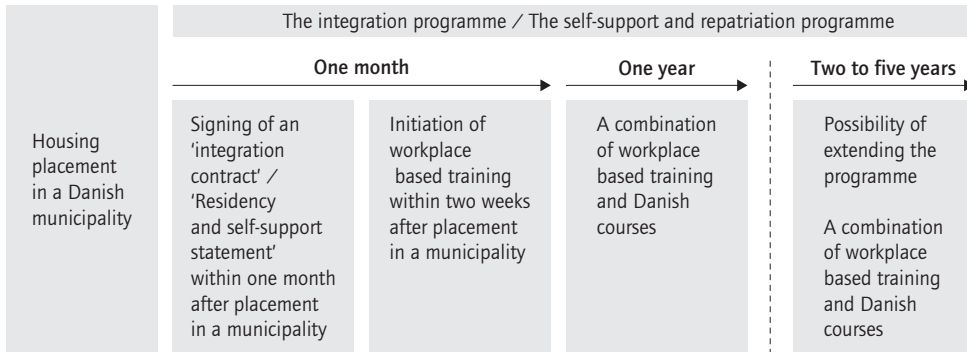 The integration programme / The self-support and repatriation programme
One month
One year
Two to five years
Housing
placement
in a Danish
municipality
Signing of an
'integration
contract' /
'Residency
and self-support
statement'
within one month
after placement
in a municipality
Initiation of
workplace
based training
within two weeks
after placement
in a municipality
A combination
of workplace
based training
and Danish
courses
Possibility of
extending the
programme
A combination
of workplace
based training
and Danish
courses